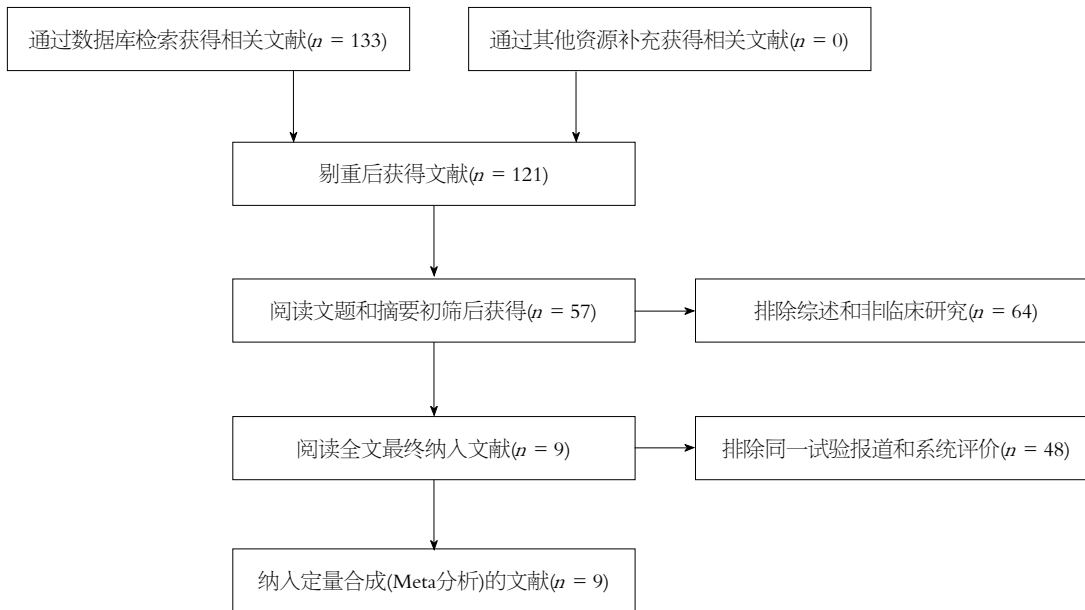 通过数据库检索获得相关文献(n = 133)
通过其他资源补充获得相关文献(n = 0)
剔重后获得文献(n = 121)
阅读文题和摘要初筛后获得(n = 57)
排除综述和非临床研究(n = 64)
阅读全文最终纳入文献(n = 9)
排除同一试验报道和系统评价(n = 48)
纳入定量合成(Meta分析)的文献(n = 9)